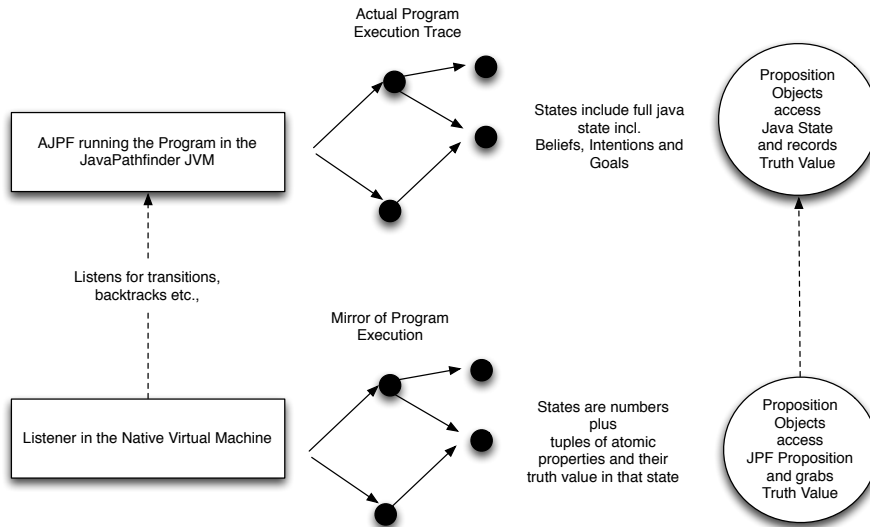 Actual Program
Execution Trace
AJPF running the Program in the
JavaPathfinder JVM
States include full java
state incl.
Beliefs, Intentions and
Goals
Proposition
Objects
access
Java State
and records
Truth Value
Listens for transitions,
backtracks etc.,
Mirror of Program
Execution
Listener in the Native Virtual Machine
States are numbers
plus
tuples of atomic
properties and their
truth value in that state
Proposition
Objects
access
JPF Proposition
and grabs
Truth Value